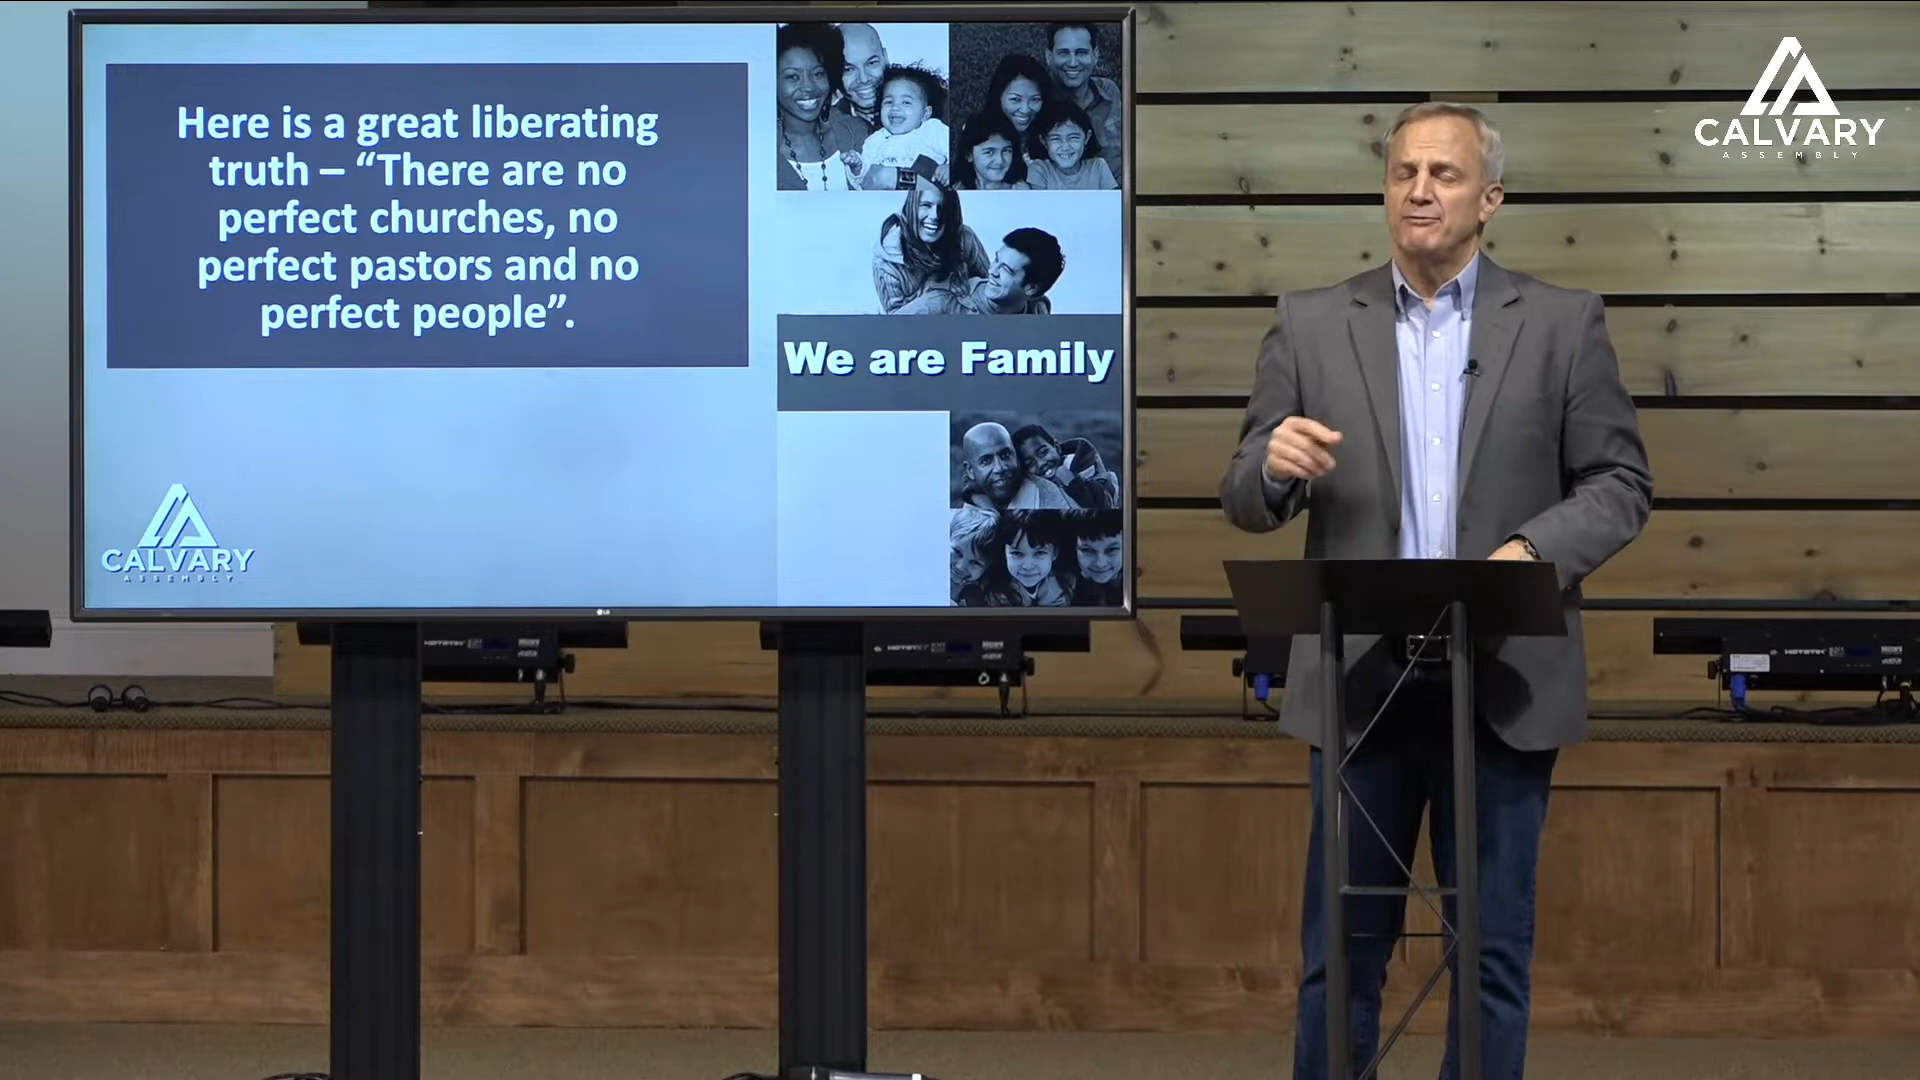 Here is a great liberating
truth – “There are no
perfect churches, no
perfect pastors and no
perfect people”.
We are Family
CALVARY
ASSEMBLY
CALVARY
ASSEMBLY
LG